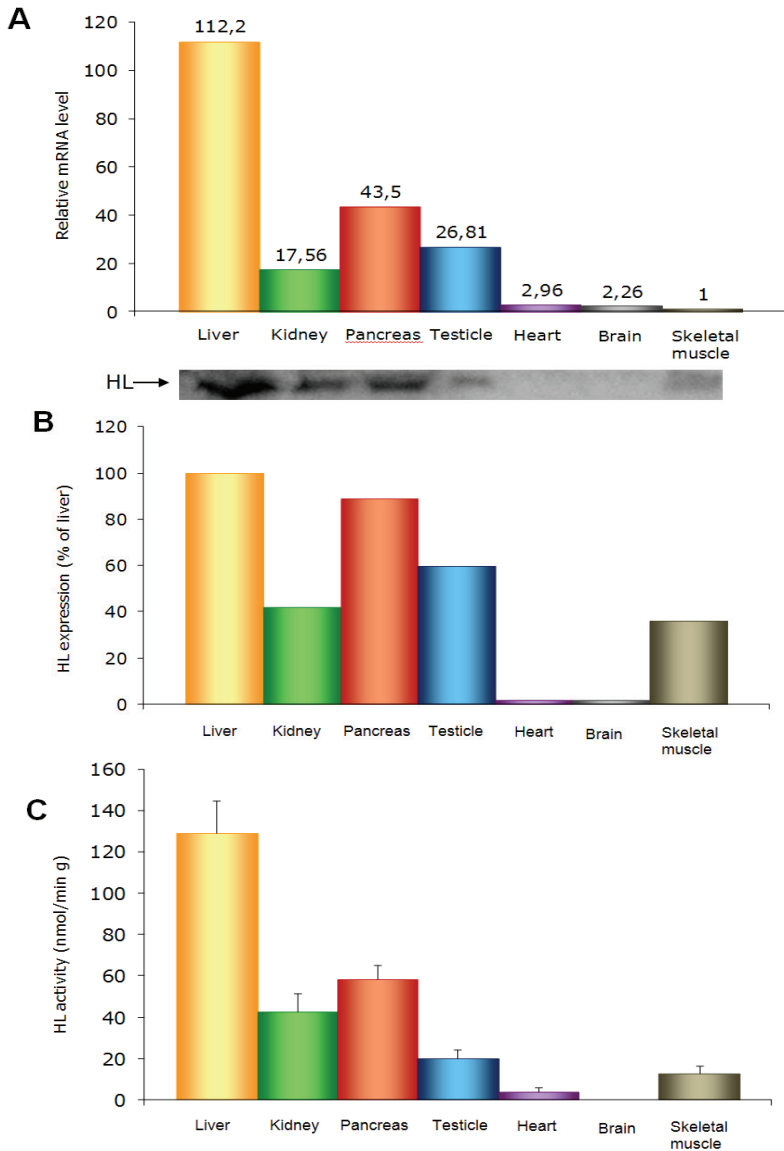 A
120
100
80
60
40
20
0
Relative mRNA level
112,2
17,56
43,5
26,81
2,96
2,26
1
Liver Kidney Pancreas Testicle Heart Brain Sketetal
muscle
HL
B
120
100
80
60
40
20
0
HL expression (% of liver)
Liver Kidney Pancreas Testicle Heart Brain Skeletal
muscle
C
160
140
120
100
80
60
40
20
0
HL activity (nmol/min g)
Liver Kidney Pancreas Testicle Heart Brain Skeletal
muscle